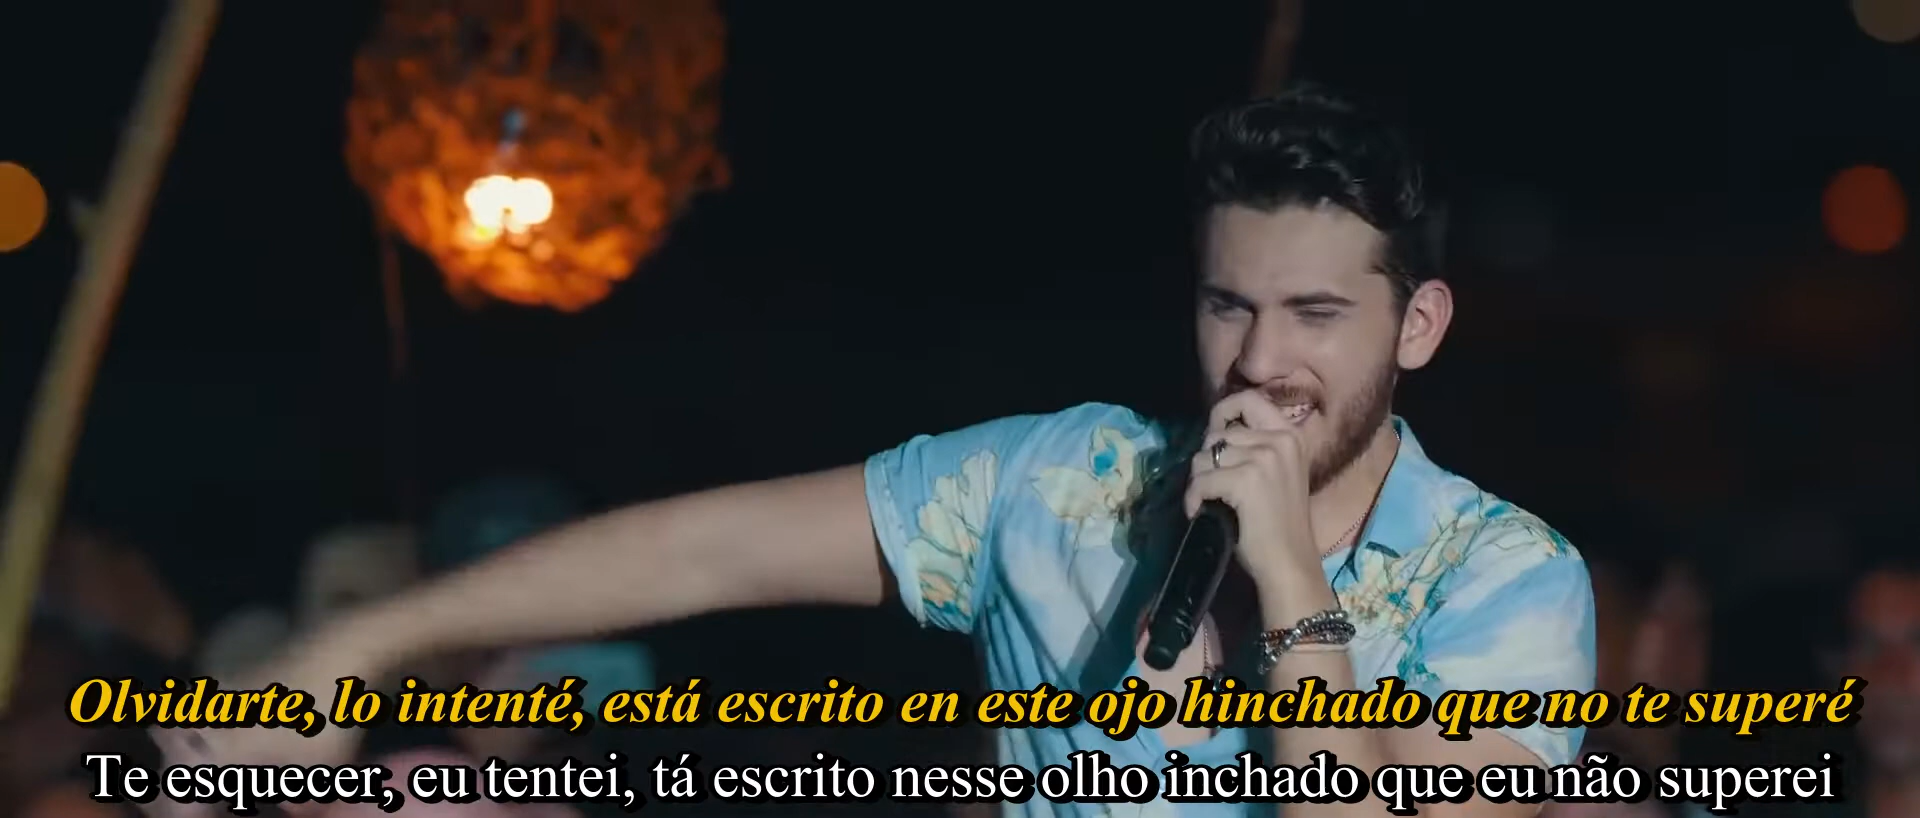 Olvidarte, lo intenté, está escrito en este ojo hinchado que no te superé
Te esquecer, eu tentei, tá escrito nesse olho inchado que eu não superei